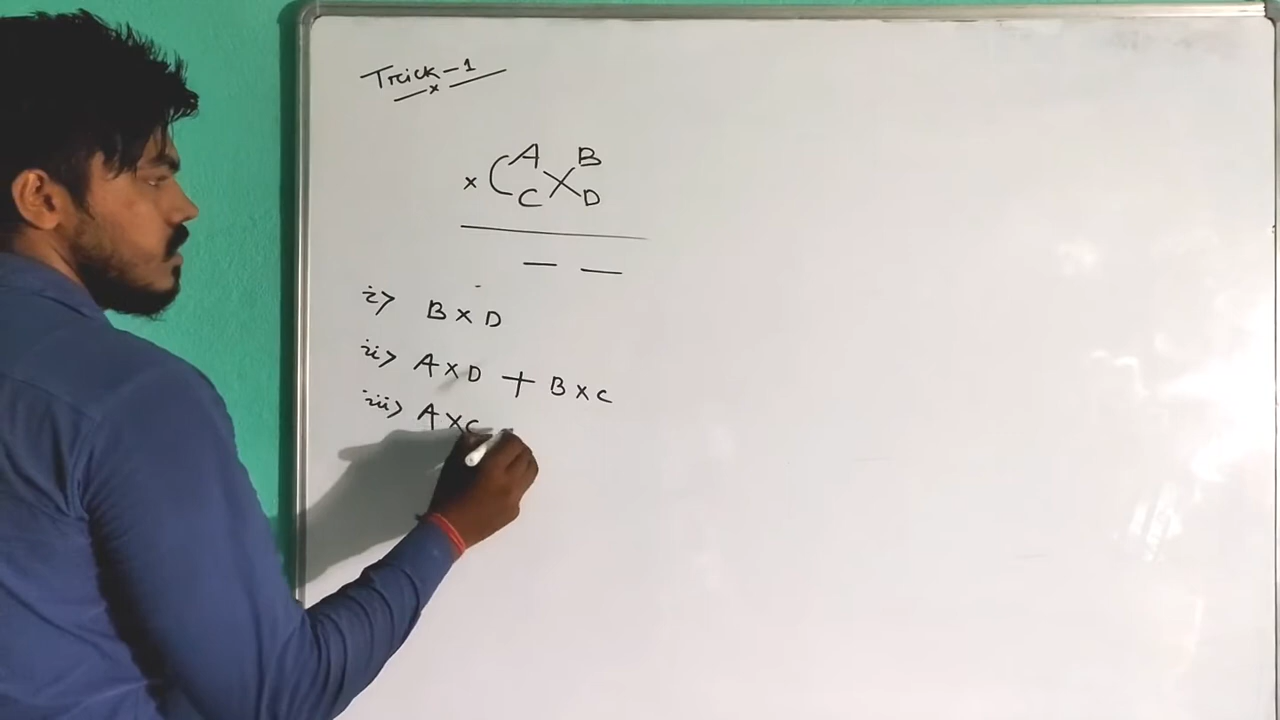 Trick-1
x
A B
x C D
i> B x D
ii> A x D + B x C
iii> A x C